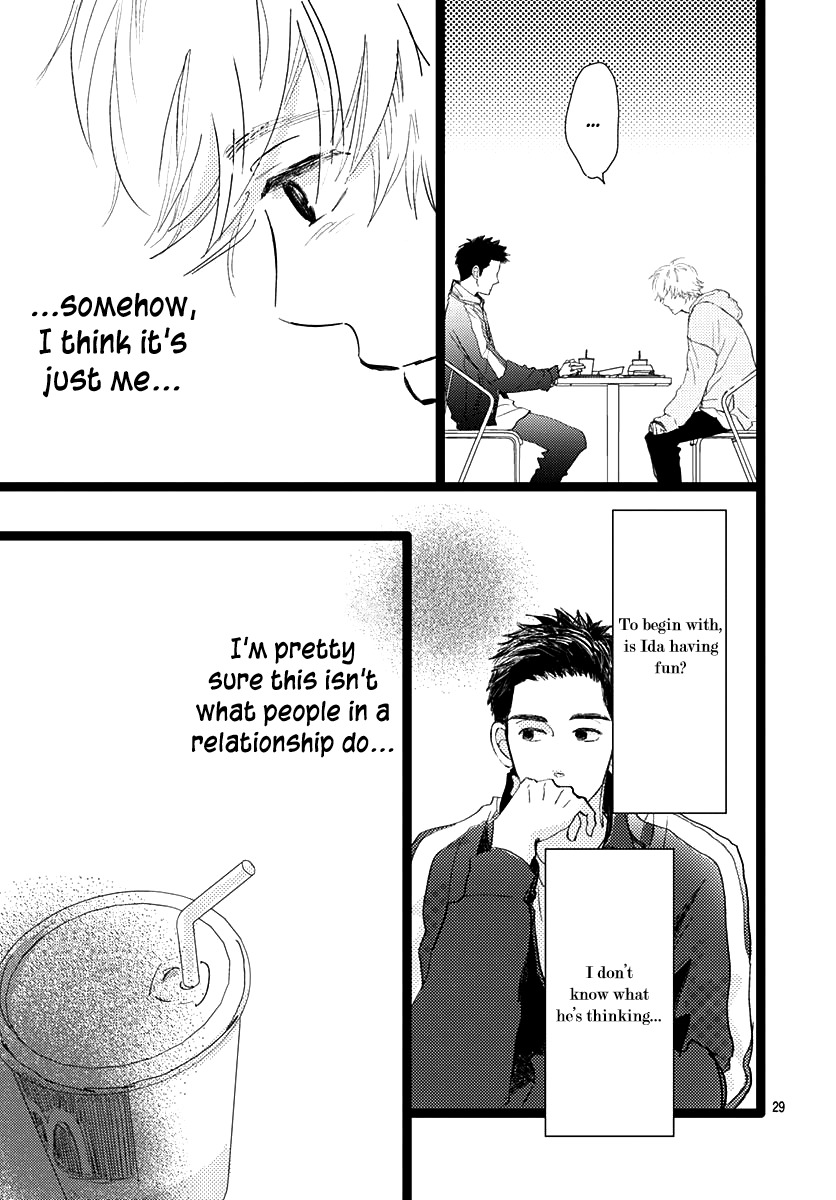 ...
...somehow,
I think it's
just me...
To begin with,
is Ida having
fun?
I don't
know what
he's thinking...
I'm pretty
sure this isn't
what people in a
relationship do...
29